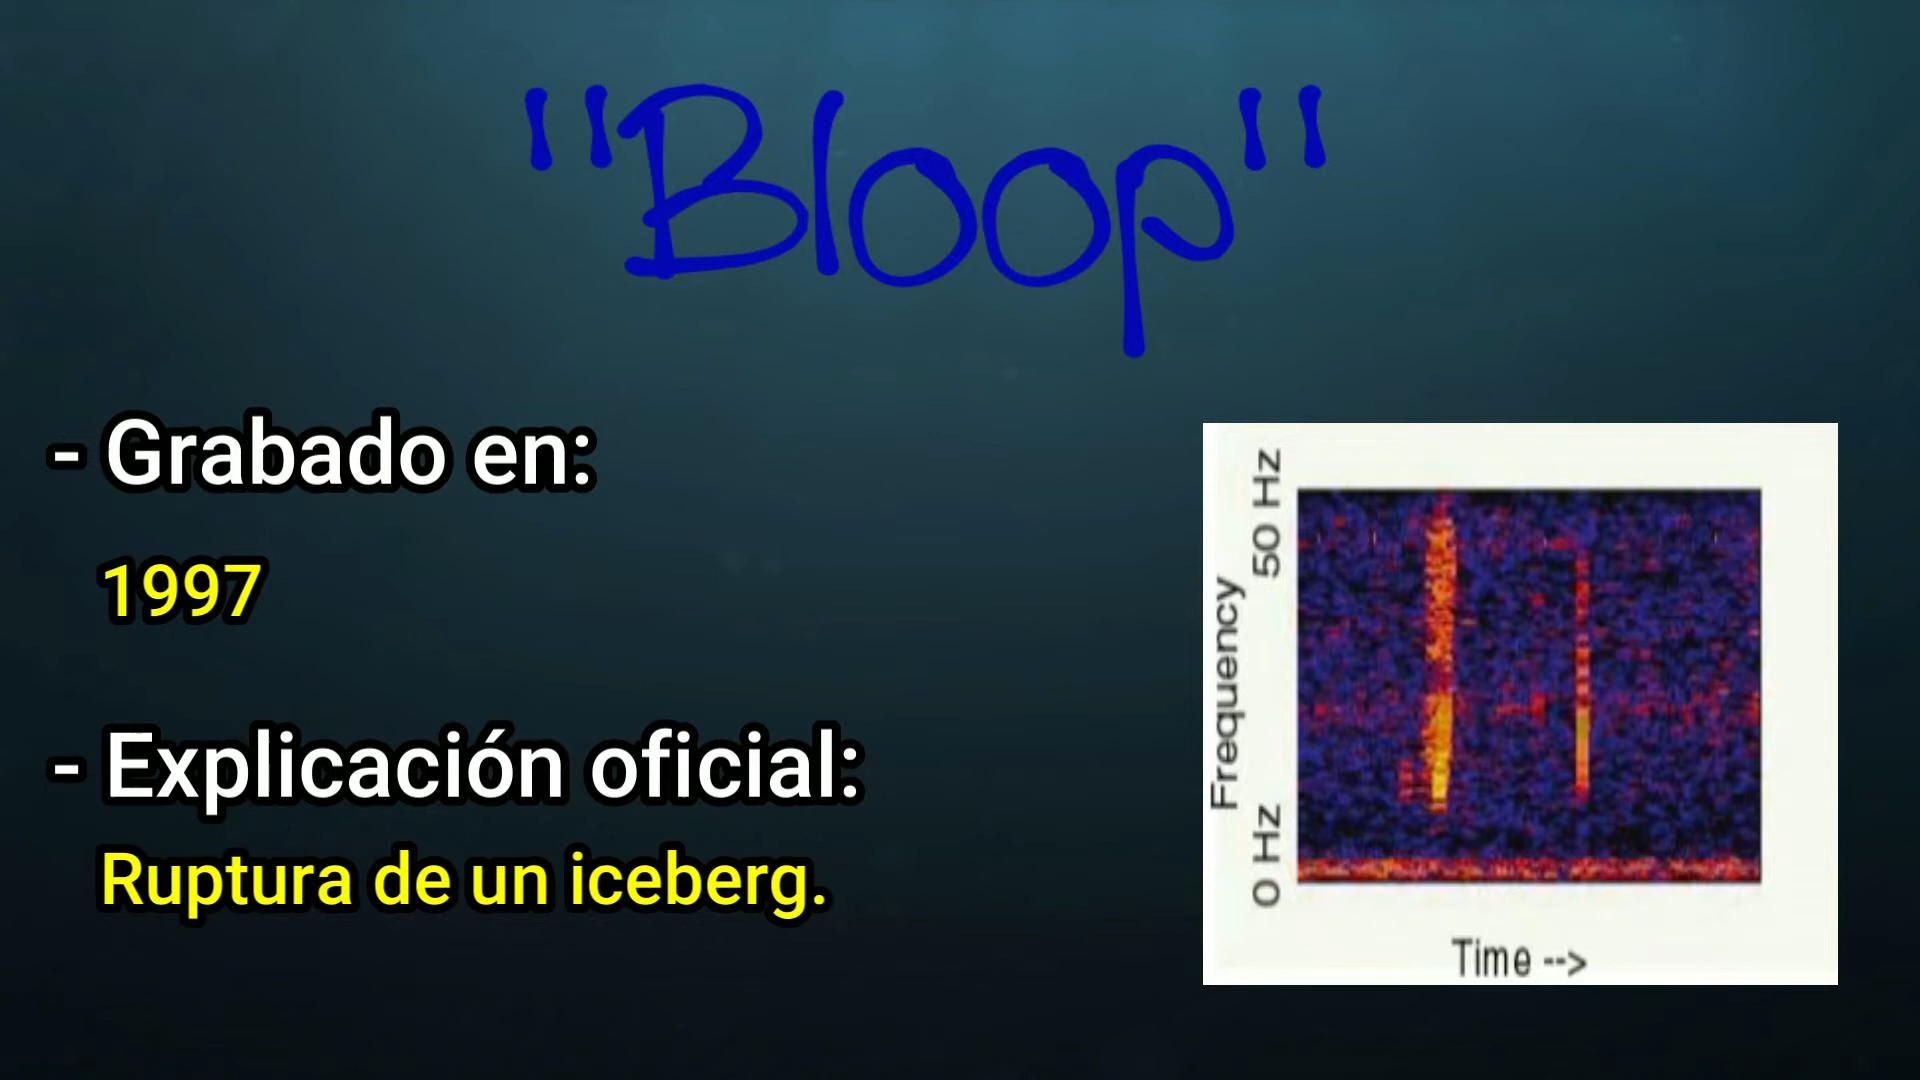 "Bloop"
- Grabado en:
1997
- Explicación oficial:
Ruptura de un iceberg.
50 Hz
Frequency
0 Hz
Time -->